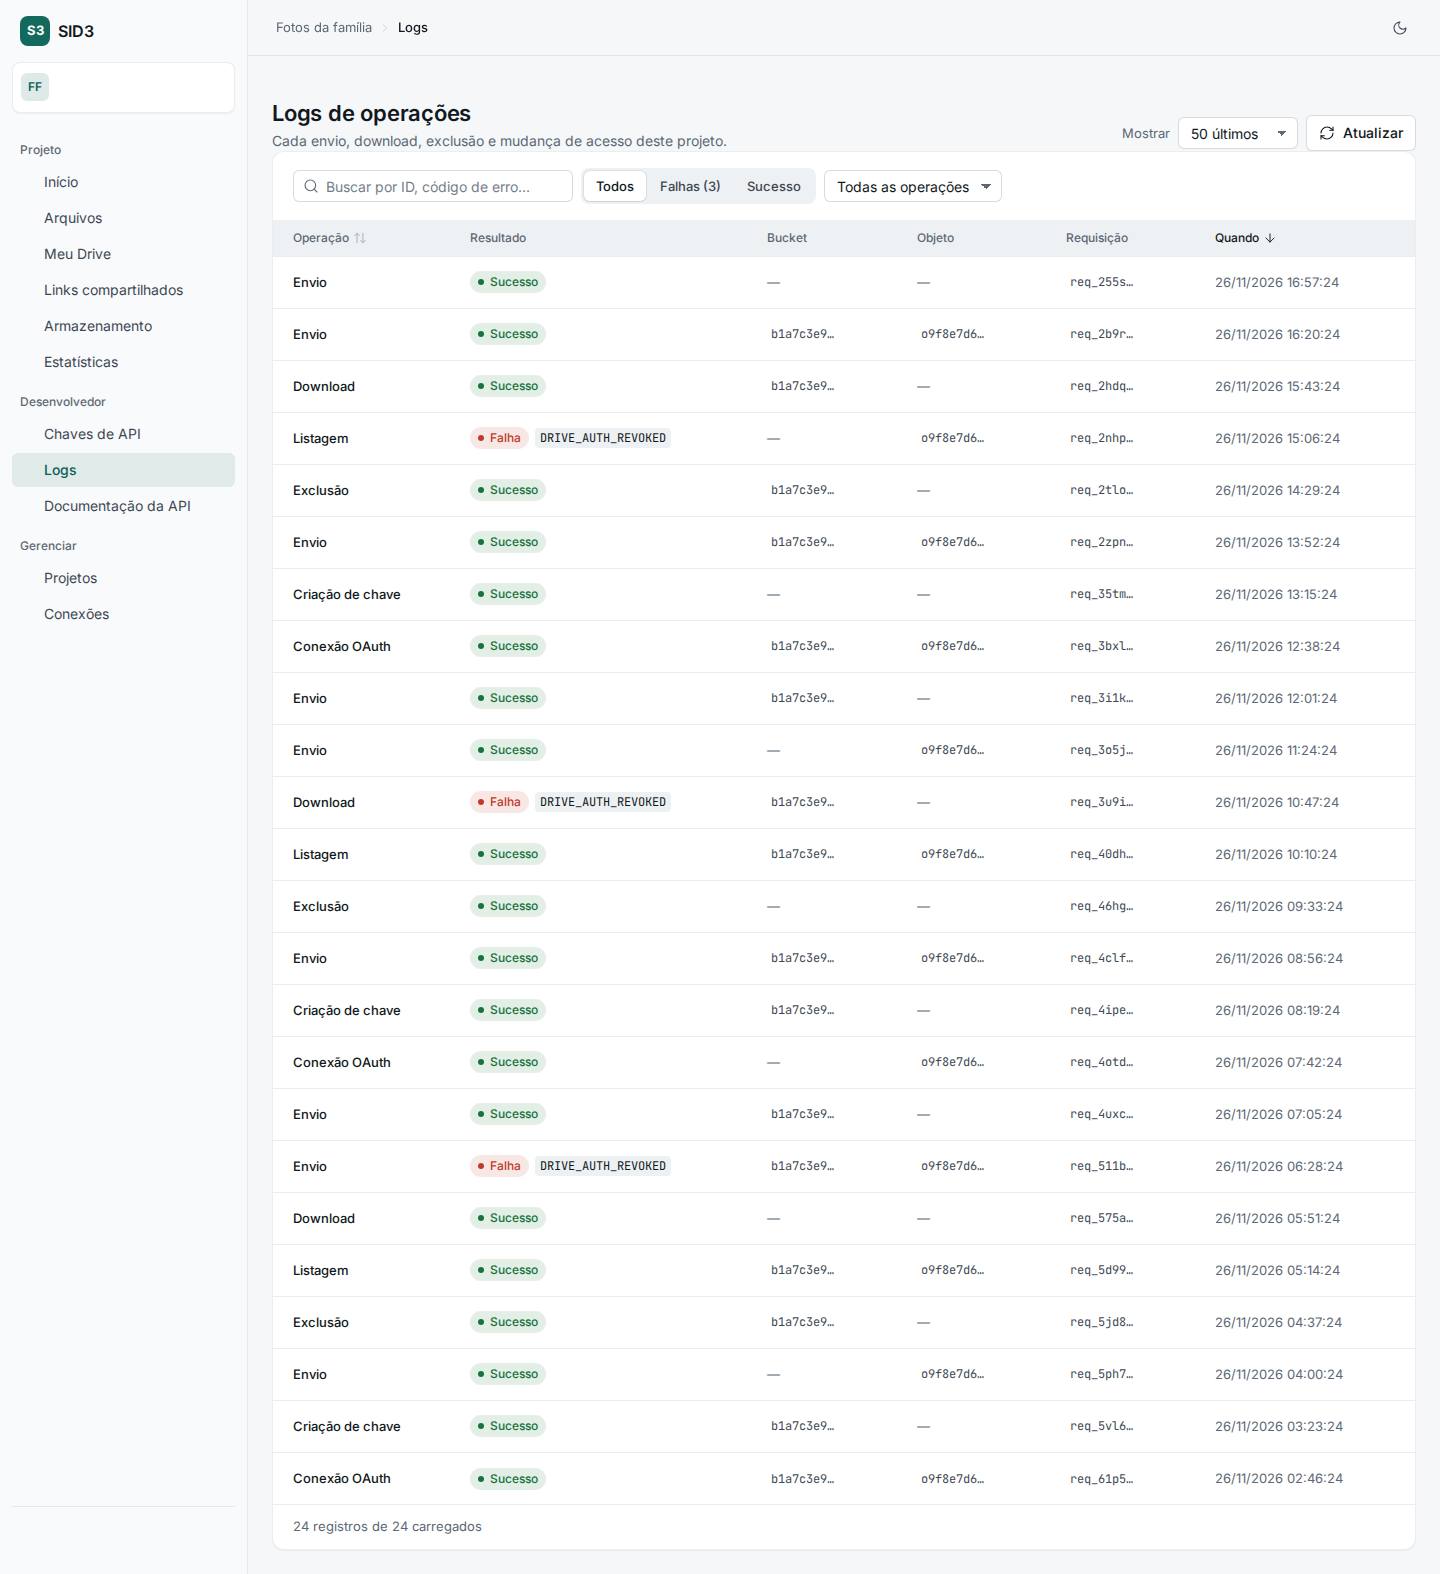 S3 SID3
FF
Projeto
Início
Arquivos
Meu Drive
Links compartilhados
Armazenamento
Estatísticas
Desenvolvedor
Chaves de API
Logs
Documentação da API
Gerenciar
Projetos
Conexões
Fotos da família Logs
Logs de operações
Cada envio, download, exclusão e mudança de acesso deste projeto.
Mostrar 50 últimos Atualizar
Buscar por ID, código de erro... Todos Falhas (3) Sucesso Todas as operações
Operação Resultado Bucket Objeto Requisição Quando
Envio Sucesso — — req_255s… 26/11/2026 16:57:24
Envio Sucesso b1a7c3e9… o9f8e7d6… req_2b9r… 26/11/2026 16:20:24
Download Sucesso b1a7c3e9… — req_2hdq… 26/11/2026 15:43:24
Listagem Falha DRIVE_AUTH_REVOKED — o9f8e7d6… req_2nhp… 26/11/2026 15:06:24
Exclusão Sucesso b1a7c3e9… — req_2tlo… 26/11/2026 14:29:24
Envio Sucesso b1a7c3e9… o9f8e7d6… req_2zpn… 26/11/2026 13:52:24
Criação de chave Sucesso — — req_35tm… 26/11/2026 13:15:24
Conexão OAuth Sucesso b1a7c3e9… o9f8e7d6… req_3bxl… 26/11/2026 12:38:24
Envio Sucesso b1a7c3e9… — req_3i1k… 26/11/2026 12:01:24
Envio Sucesso — o9f8e7d6… req_3o5j… 26/11/2026 11:24:24
Download Falha DRIVE_AUTH_REVOKED b1a7c3e9… — req_3u9i… 26/11/2026 10:47:24
Listagem Sucesso b1a7c3e9… o9f8e7d6… req_40dh… 26/11/2026 10:10:24
Exclusão Sucesso — — req_46hg… 26/11/2026 09:33:24
Envio Sucesso b1a7c3e9… o9f8e7d6… req_4clf… 26/11/2026 08:56:24
Criação de chave Sucesso b1a7c3e9… — req_4ipe… 26/11/2026 08:19:24
Conexão OAuth Sucesso — o9f8e7d6… req_4otd… 26/11/2026 07:42:24
Envio Sucesso b1a7c3e9… — req_4uxc… 26/11/2026 07:05:24
Envio Falha DRIVE_AUTH_REVOKED b1a7c3e9… o9f8e7d6… req_511b… 26/11/2026 06:28:24
Download Sucesso — — req_575a… 26/11/2026 05:51:24
Listagem Sucesso b1a7c3e9… o9f8e7d6… req_5d99… 26/11/2026 05:14:24
Exclusão Sucesso b1a7c3e9… — req_5jd8… 26/11/2026 04:37:24
Envio Sucesso — o9f8e7d6… req_5ph7… 26/11/2026 04:00:24
Criação de chave Sucesso b1a7c3e9… — req_5vl6… 26/11/2026 03:23:24
Conexão OAuth Sucesso b1a7c3e9… o9f8e7d6… req_61p5… 26/11/2026 02:46:24
24 registros de 24 carregados